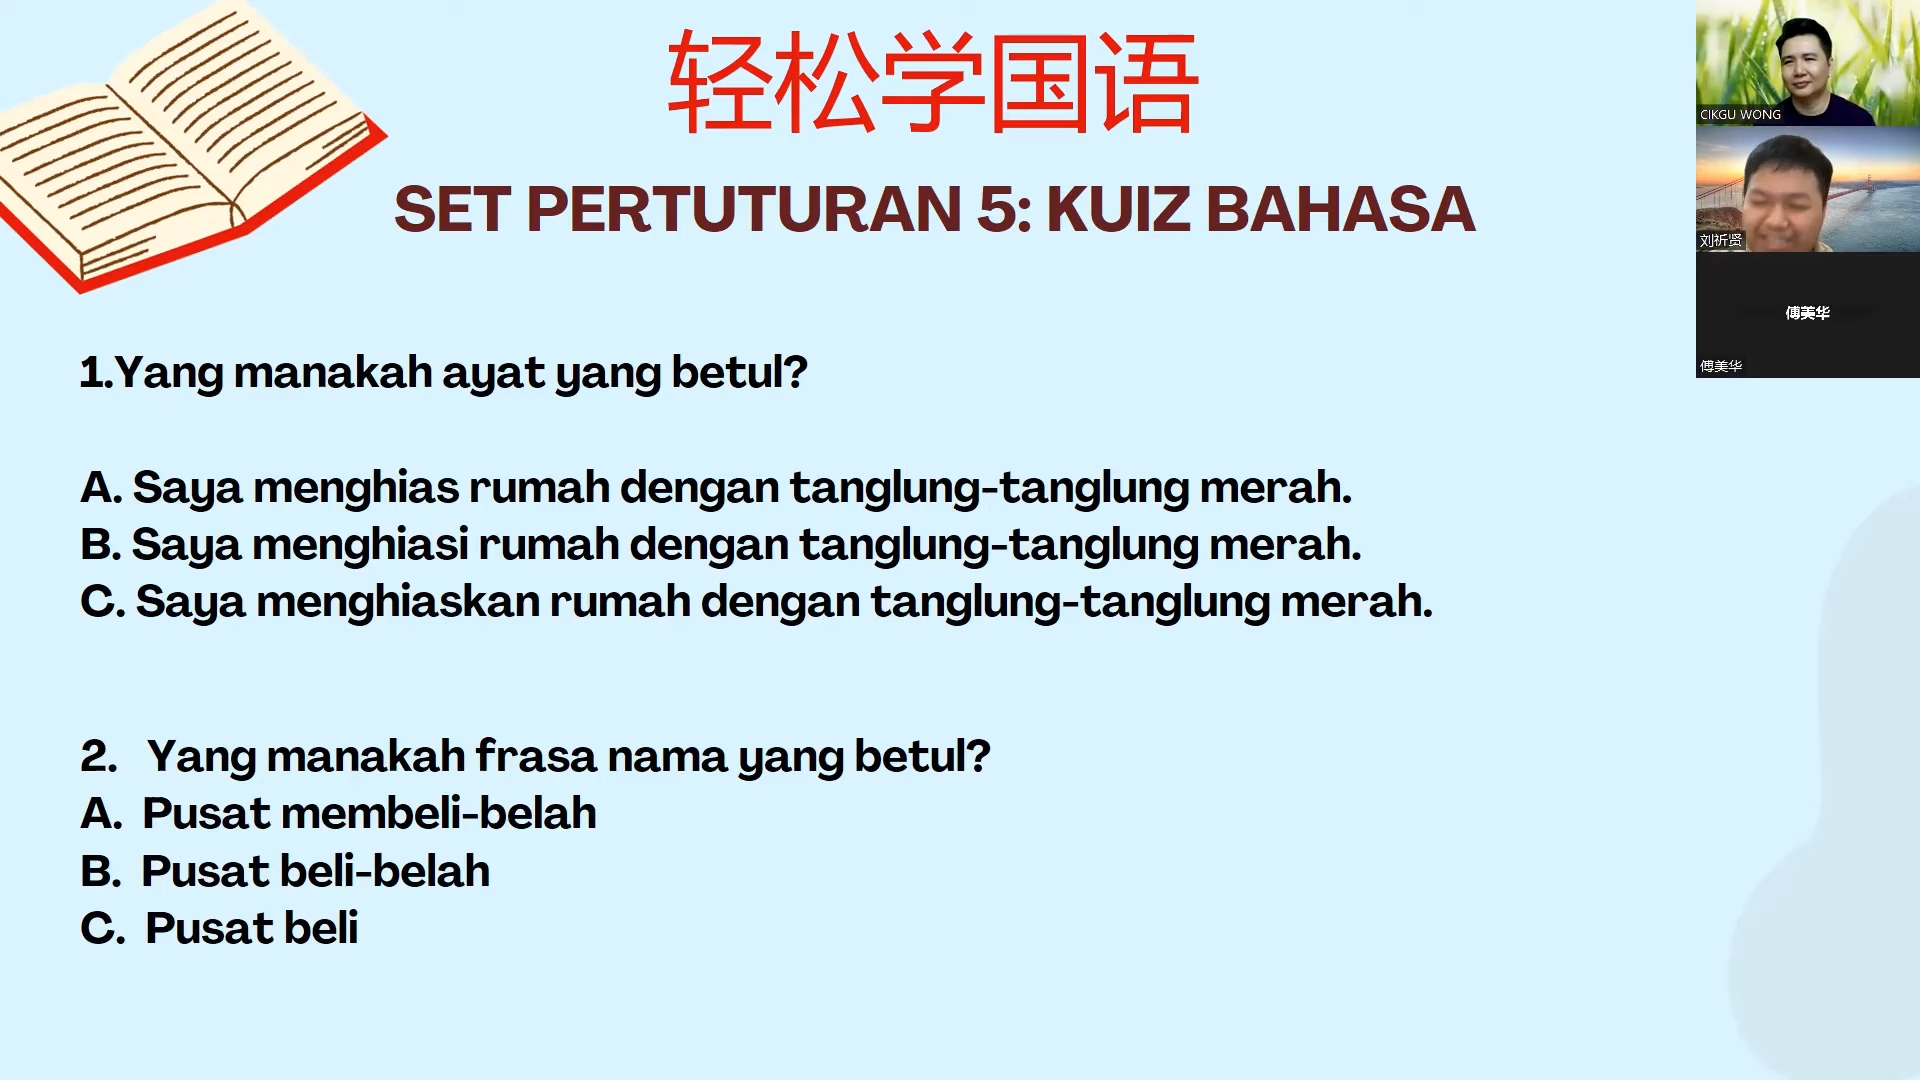 轻松学国语
SET PERTUTURAN 5: KUIZ BAHASA
1.Yang manakah ayat yang betul?
A. Saya menghias rumah dengan tanglung-tanglung merah.
B. Saya menghiasi rumah dengan tanglung-tanglung merah.
C. Saya menghiaskan rumah dengan tanglung-tanglung merah.
2. Yang manakah frasa nama yang betul?
A. Pusat membeli-belah
B. Pusat beli-belah
C. Pusat beli
CIKGU WONG
刘祈贤
傅美华
傅美华